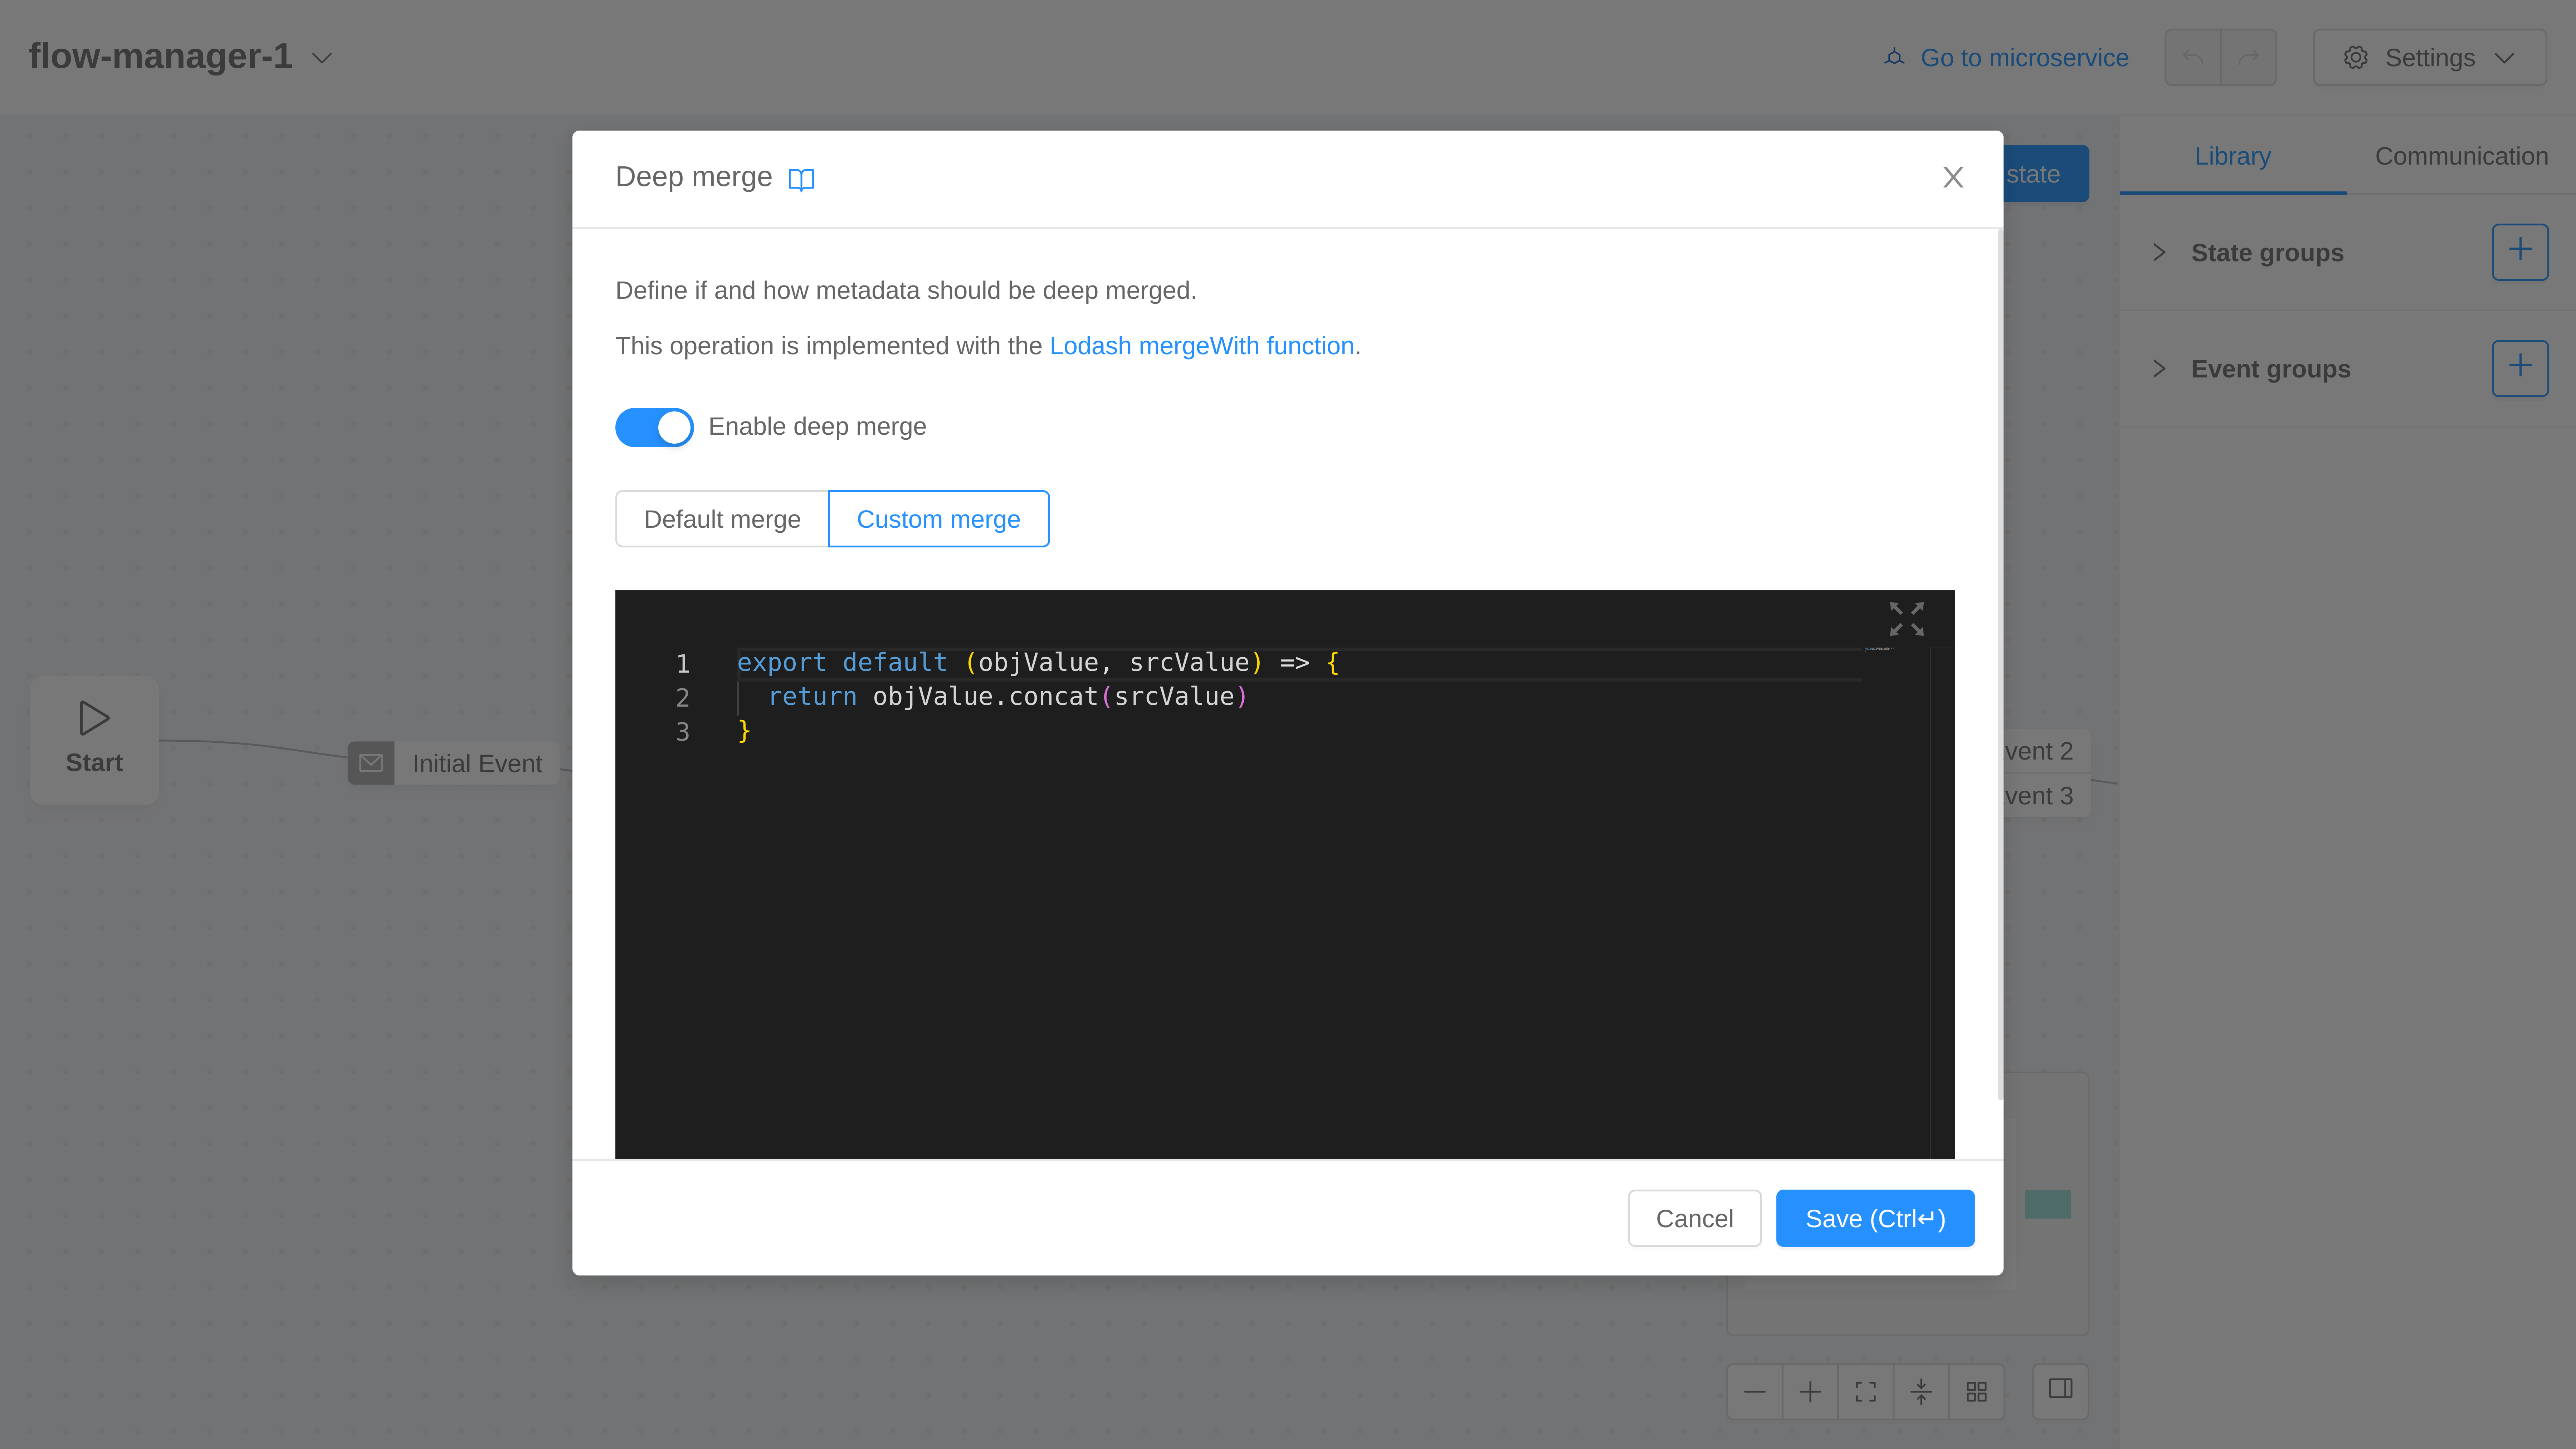 flow-manager-1
Go to microservice
Settings
Deep merge
state
Library
Communication
Define if and how metadata should be deep merged.
State groups
This operation is implemented with the Lodash mergeWith function.
Event groups
Enable deep merge
Default merge
Custom merge
1 export default (objValue, srcValue) => {
2 return objValue.concat(srcValue)
3 }
Start
Initial Event
vent 2
vent 3
Cancel
Save (Ctrl↵)